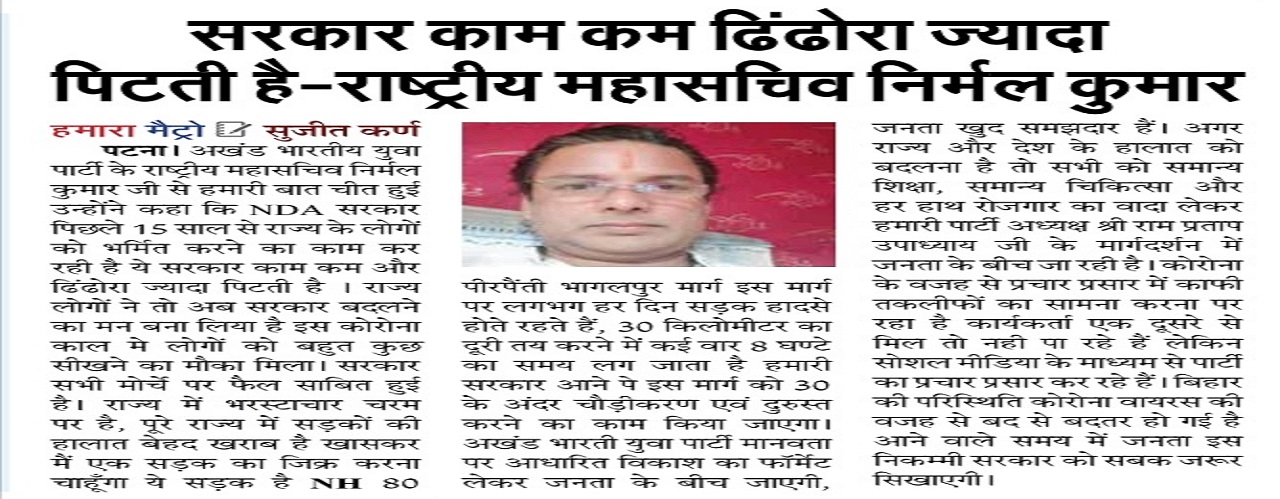 सरकार काम कम ढिंढोरा ज्यादा
पिटती है-राष्ट्रीय महासचिव निर्मल कुमार
हमारा मैट्रो सुजीत कर्ण
पटना। अखंड भारतीय युवा
पार्टी के राष्ट्रीय महासचिव निर्मल
कुमार जी से हमारी बात चीत हुई
उन्होंने कहा कि NDA सरकार
पिछले 15 साल से राज्य के लोगों
को भर्मित करने का काम कर
रही है ये सरकार काम कम और
ढिंढोरा ज्यादा पिटती है । राज्य
लोगों ने तो अब सरकार बदलने
का मन बना लिया है इस कोरोना
काल मे लोगों को बहुत कुछ
सीखने का मौका मिला। सरकार
सभी मोर्चे पर फैल साबित हुई
है। राज्य में भरस्टाचार चरम
पर है, पूरे राज्य में सड़कों की
हालात बेहद खराब है खासकर
मैं एक सड़क का जिक्र करना
चाहूँगा ये सड़क है NH 80
पीरपैंती भागलपुर मार्ग इस मार्ग
पर लगभग हर दिन सड़क हादसे
होते रहते हैं, 30 किलोमीटर का
दूरी तय करने में कई वार 8 घण्टे
का समय लग जाता है हमारी
सरकार आने पे इस मार्ग को 30
के अंदर चौड़ीकरण एवं दुरुस्त
करने का काम किया जाएगा।
अखंड भारती युवा पार्टी मानवता
पर आधारित विकास का फॉर्मेट
लेकर जनता के बीच जाएगी,
जनता खुद समझदार हैं। अगर
राज्य और देश के हालात को
बदलना है तो सभी को समान्य
शिक्षा, समान्य चिकित्सा और
हर हाथ रोजगार का वादा लेकर
हमारी पार्टी अध्यक्ष श्री राम प्रताप
उपाध्याय जी के मार्गदर्शन में
जनता के बीच जा रही है। कोरोना
के वजह से प्रचार प्रसार में काफी
तकलीफों का सामना करना पर
रहा है कार्यकर्ता एक दूसरे से
मिल तो नही पा रहे हैं लेकिन
सोशल मीडिया के माध्यम से पार्टी
का प्रचार प्रसार कर रहे हैं। बिहार
की परिस्थिति कोरोना वायरस की
वजह से बद से बदतर हो गई है
आने वाले समय में जनता इस
निकम्मी सरकार को सबक जरूर
सिखाएगी।